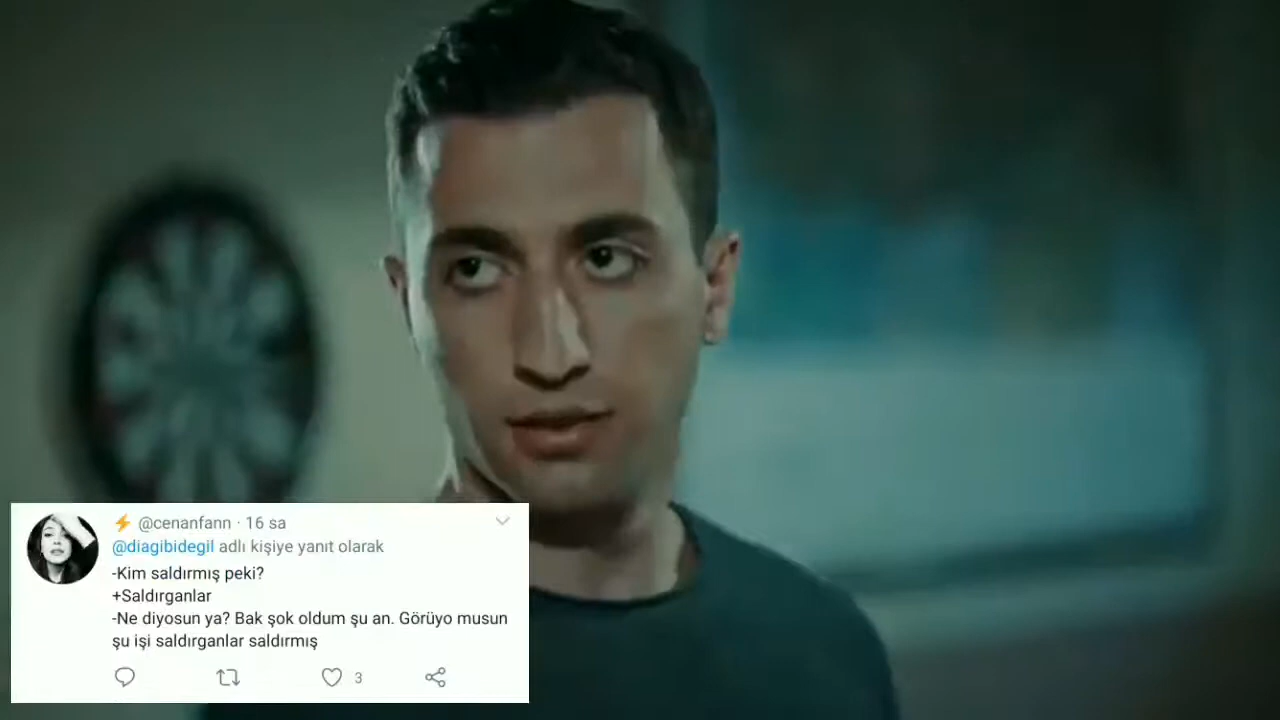 ⚡ @cenanfann · 16 sa
@diagibidegil adlı kişiye yanıt olarak
-Kim saldırmış peki?
+Saldırganlar
-Ne diyosun ya? Bak şok oldum şu an. Görüyo musun
şu işi saldırganlar saldırmış
3